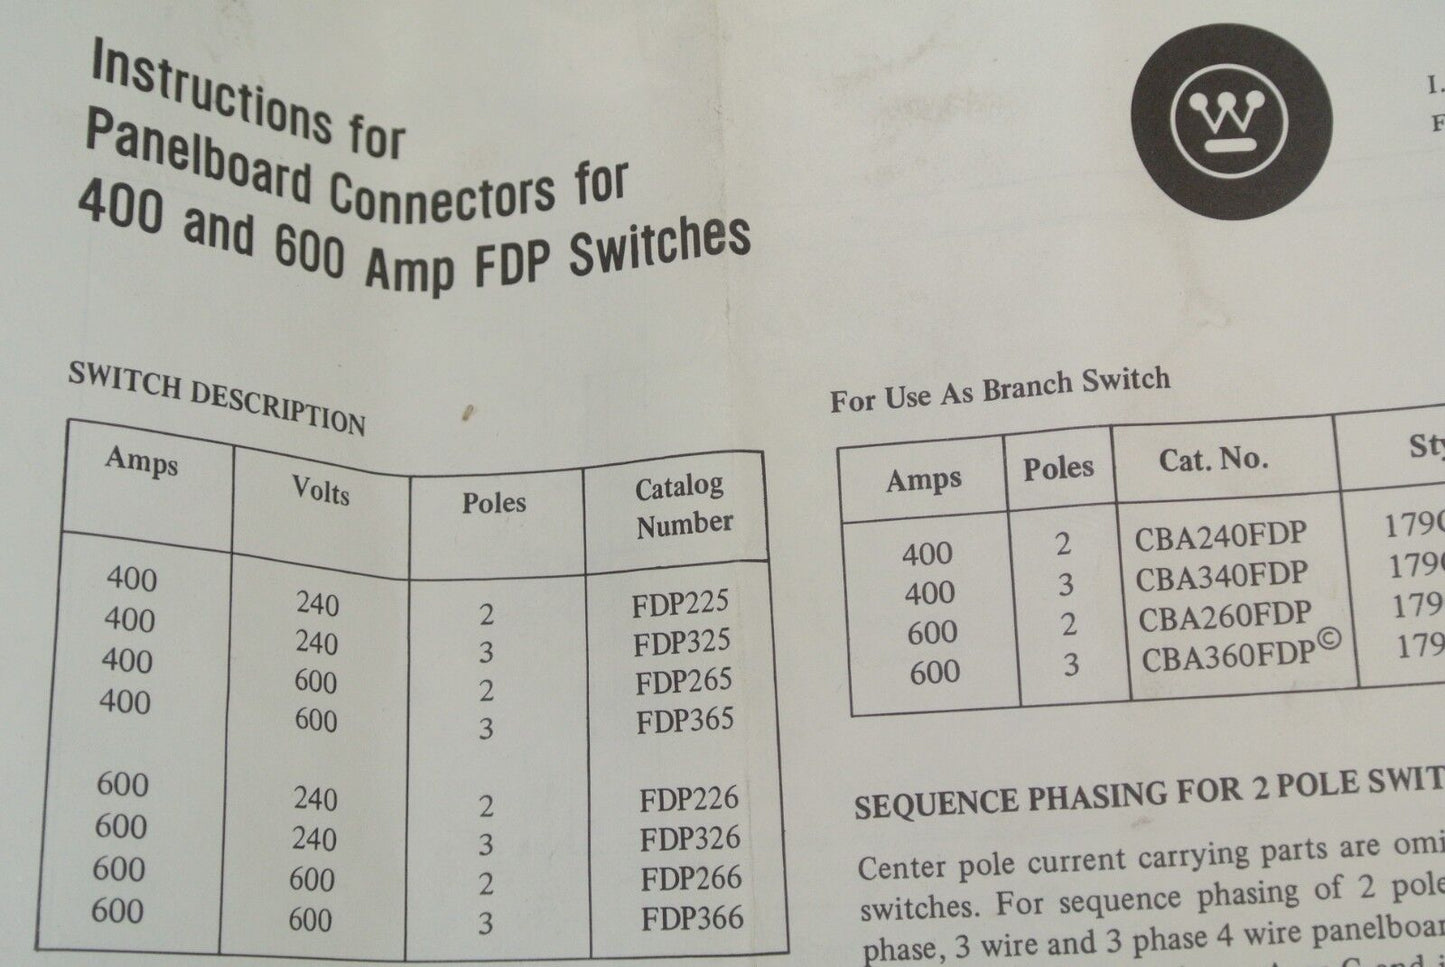 Instructions for
Panelboard Connectors for
400 and 600 Amp FDP Switches
I.
F
SWITCH DESCRIPTION
Amps Volts Poles Catalog Number
400 240 2 FDP225
400 240 3 FDP325
400 600 2 FDP265
400 600 3 FDP365
600 240 2 FDP226
600 240 3 FDP326
600 600 2 FDP266
600 600 3 FDP366
For Use As Branch Switch
Amps Poles Cat. No.
400 2 CBA240FDP
400 3 CBA340FDP
600 2 CBA260FDP 179
600 3 CBA360FDP© 179
SEQUENCE PHASING FOR 2 POLE
Center pole current carrying parts are
switches. For sequence phasing of 2 pole
phase, 3 wire and 3 phase 4 wire